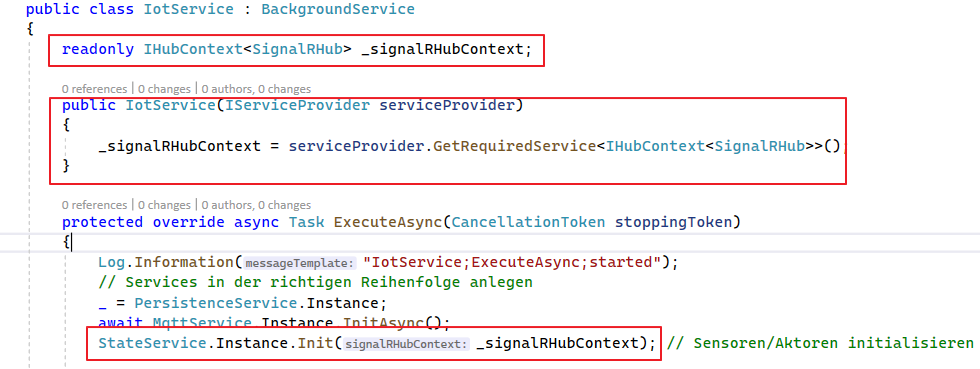 public class IotService : BackgroundService
{
readonly IHubContext<SignalRHub> _signalRHubContext;
0 references | 0 changes | 0 authors, 0 changes
public IotService(IServiceProvider serviceProvider)
{
_signalRHubContext = serviceProvider.GetRequiredService<IHubContext<SignalRHub>>();
}
0 references | 0 changes | 0 authors, 0 changes
protected override async Task ExecuteAsync(CancellationToken stoppingToken)
{
Log.Information(messageTemplate: "IotService;ExecuteAsync;started");
// Services in der richtigen Reihenfolge anlegen
_ = PersistenceService.Instance;
await MqttService.Instance.InitAsync();
StateService.Instance.Init(signalRHubContext: _signalRHubContext); // Sensoren/Aktoren initialisieren